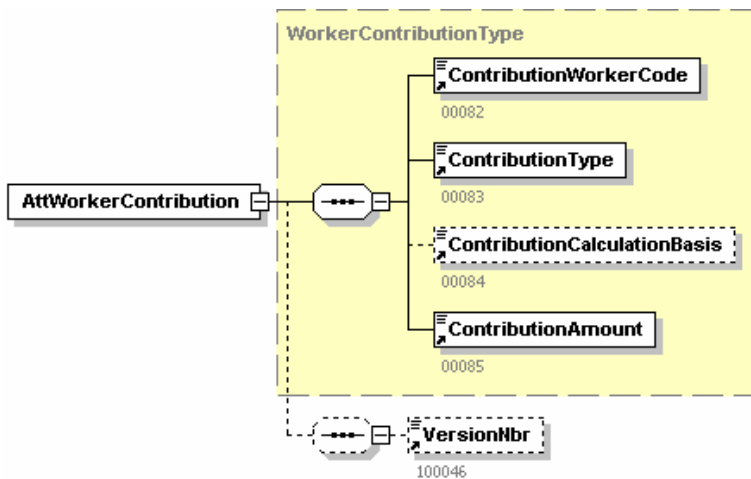 WorkerContributionType
ContributionWorkerCode
00082
ContributionType
00083
AttWorkerContribution
ContributionCalculationBasis
00084
ContributionAmount
00085
VersionNbr
100046